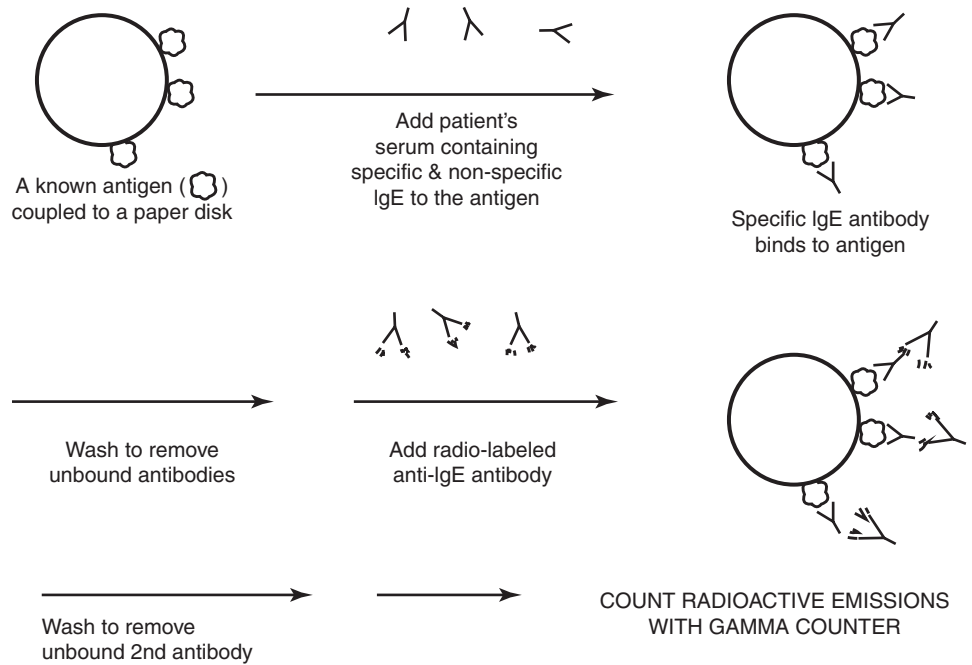 A known antigen ( )
coupled to a paper disk
Add patient's
serum containing
specific & non-specific
IgE to the antigen
Specific IgE antibody
binds to antigen
Wash to remove
unbound antibodies
Add radio-labeled
anti-IgE antibody
Wash to remove
unbound 2nd antibody
COUNT RADIOACTIVE EMISSIONS
WITH GAMMA COUNTER